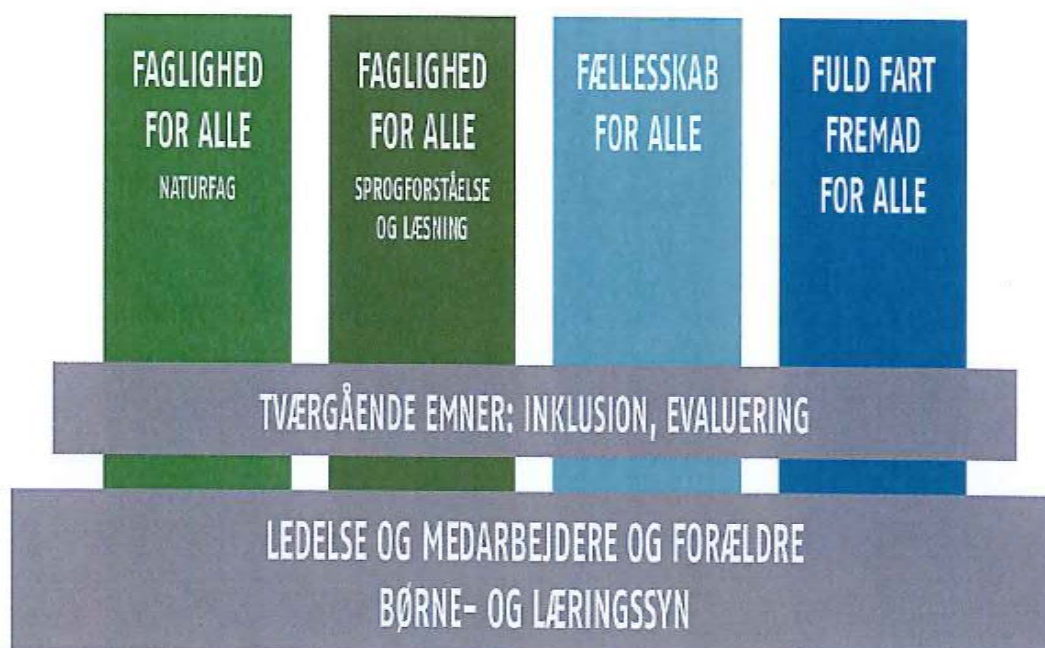 FAGLIGHED
FOR ALLE
NATURFAG
FAGLIGHED
FOR ALLE
SPROGFORSTÅELSE
OG LÆSNING
FÆLLESSKAB
FOR ALLE
FULD FART
FREMAD
FOR ALLE
TVÆRGÅENDE EMNER: INKLUSION, EVALUERING
LEDELSE OG MEDARBEJDERE OG FORÆLDRE
BØRNE- OG LÆRINGSSYN